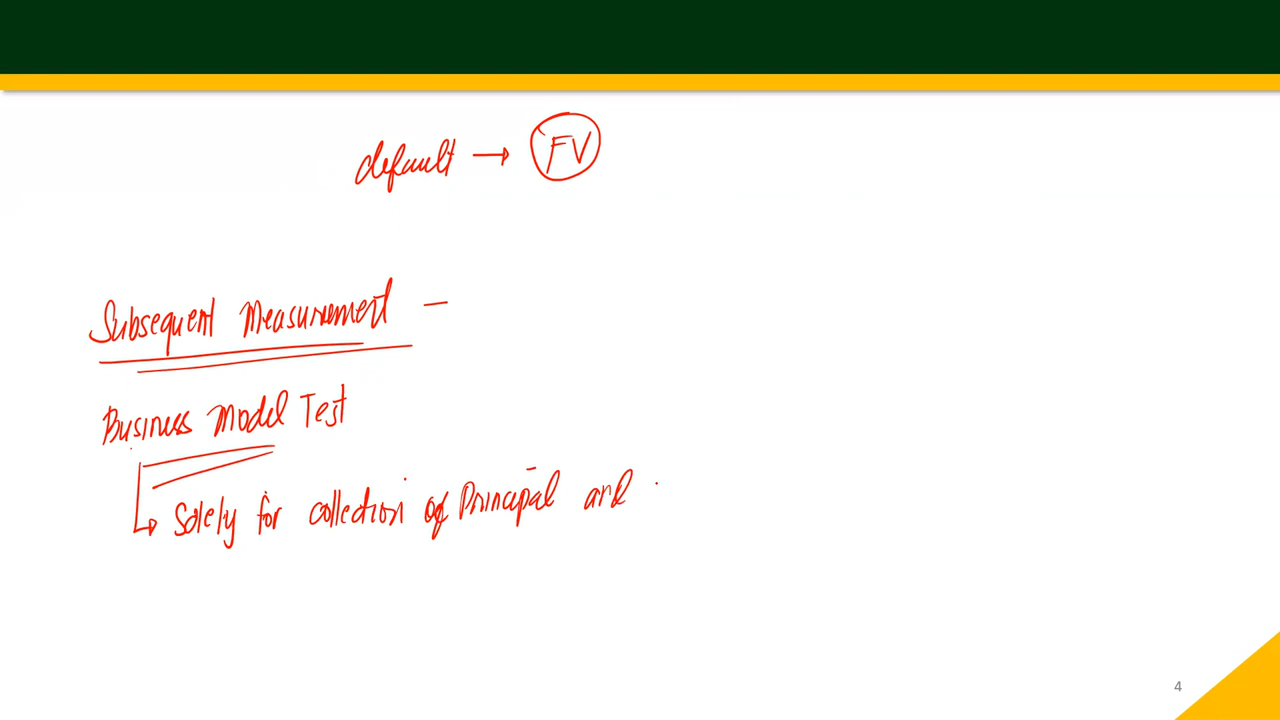 default → FV
Subsequent Measurement –
Business Model Test
↳ Solely for collection of Principal and
4